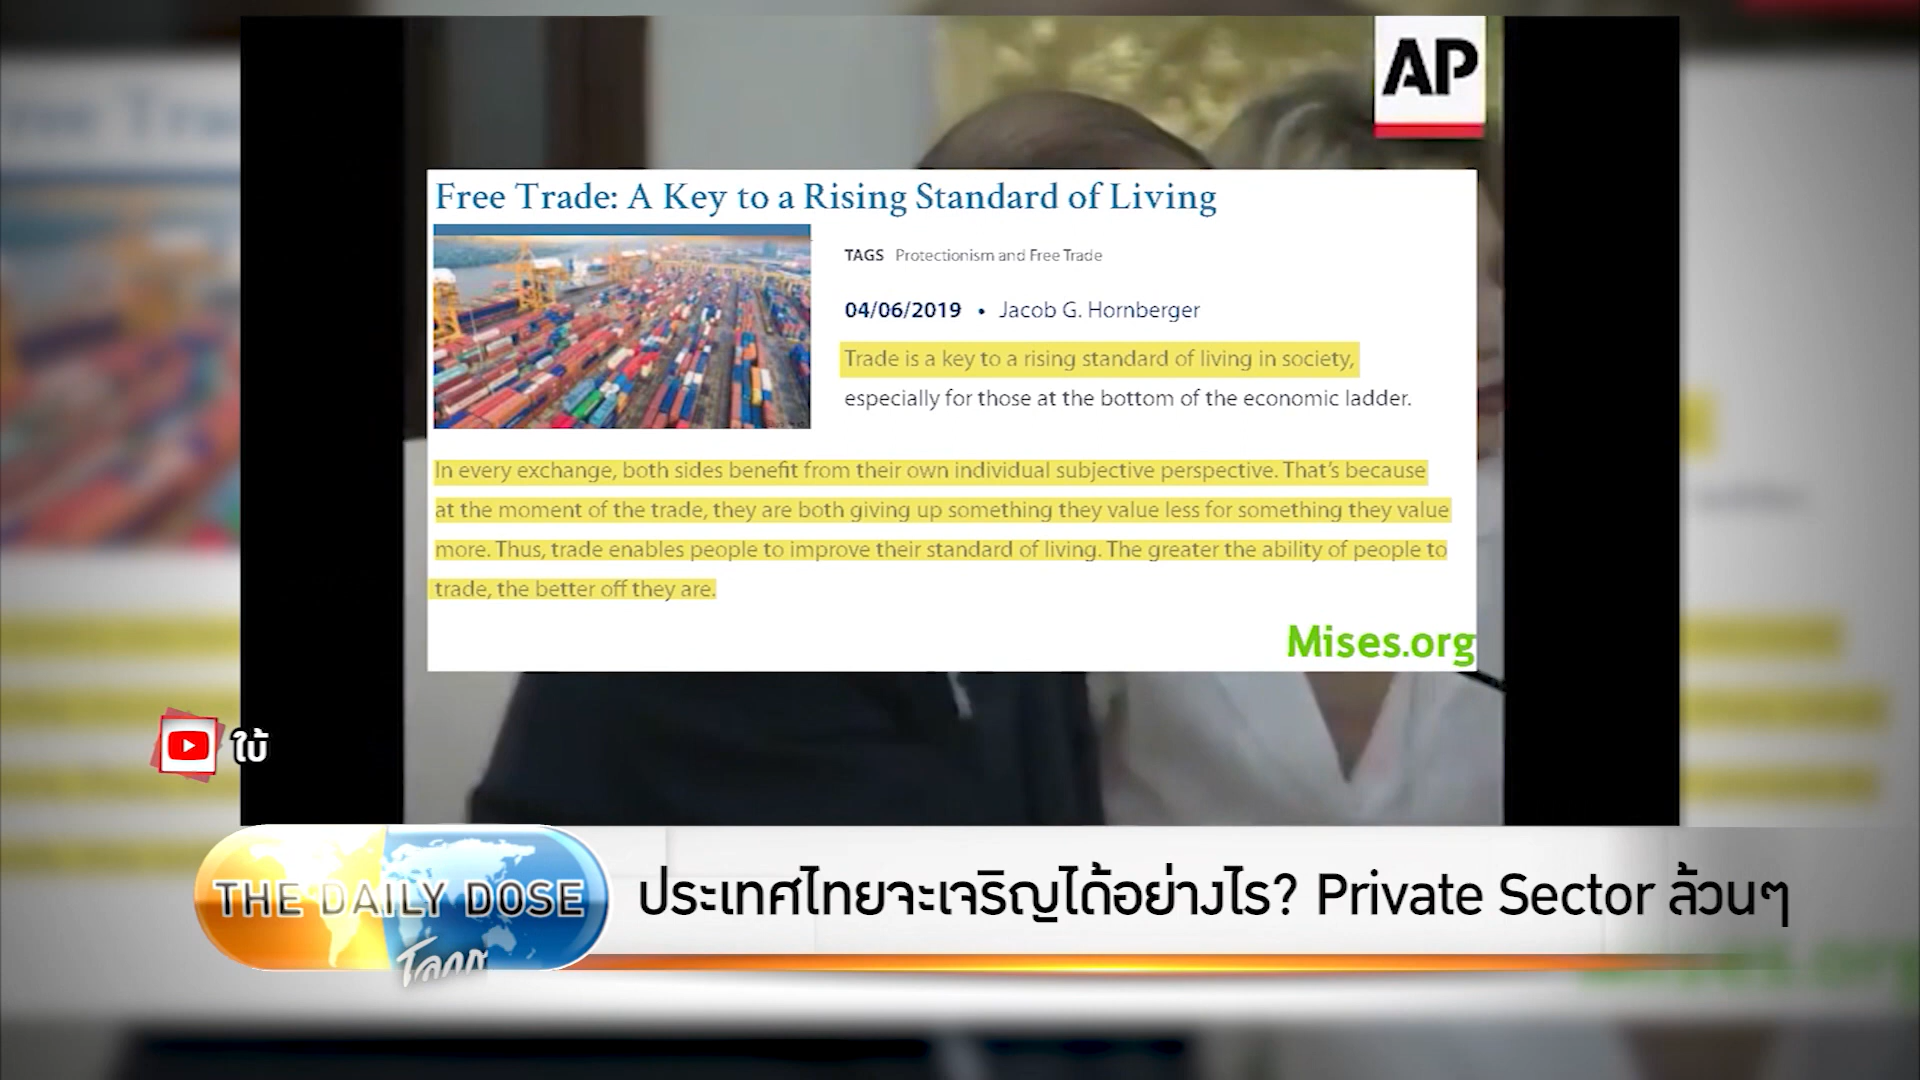 AP
Free Trade: A Key to a Rising Standard of Living
TAGS Protectionism and Free Trade
04/06/2019 • Jacob G. Hornberger
Trade is a key to a rising standard of living in society,
especially for those at the bottom of the economic ladder.
In every exchange, both sides benefit from their own individual subjective perspective. That's because
at the moment of the trade, they are both giving up something they value less for something they value
more. Thus, trade enables people to improve their standard of living. The greater the ability of people to
trade, the better off they are.
Mises.org
ใบ้
THE DAILY DOSE
ประเทศไทยจะเจริญได้อย่างไร? Private Sector ล้วนๆ